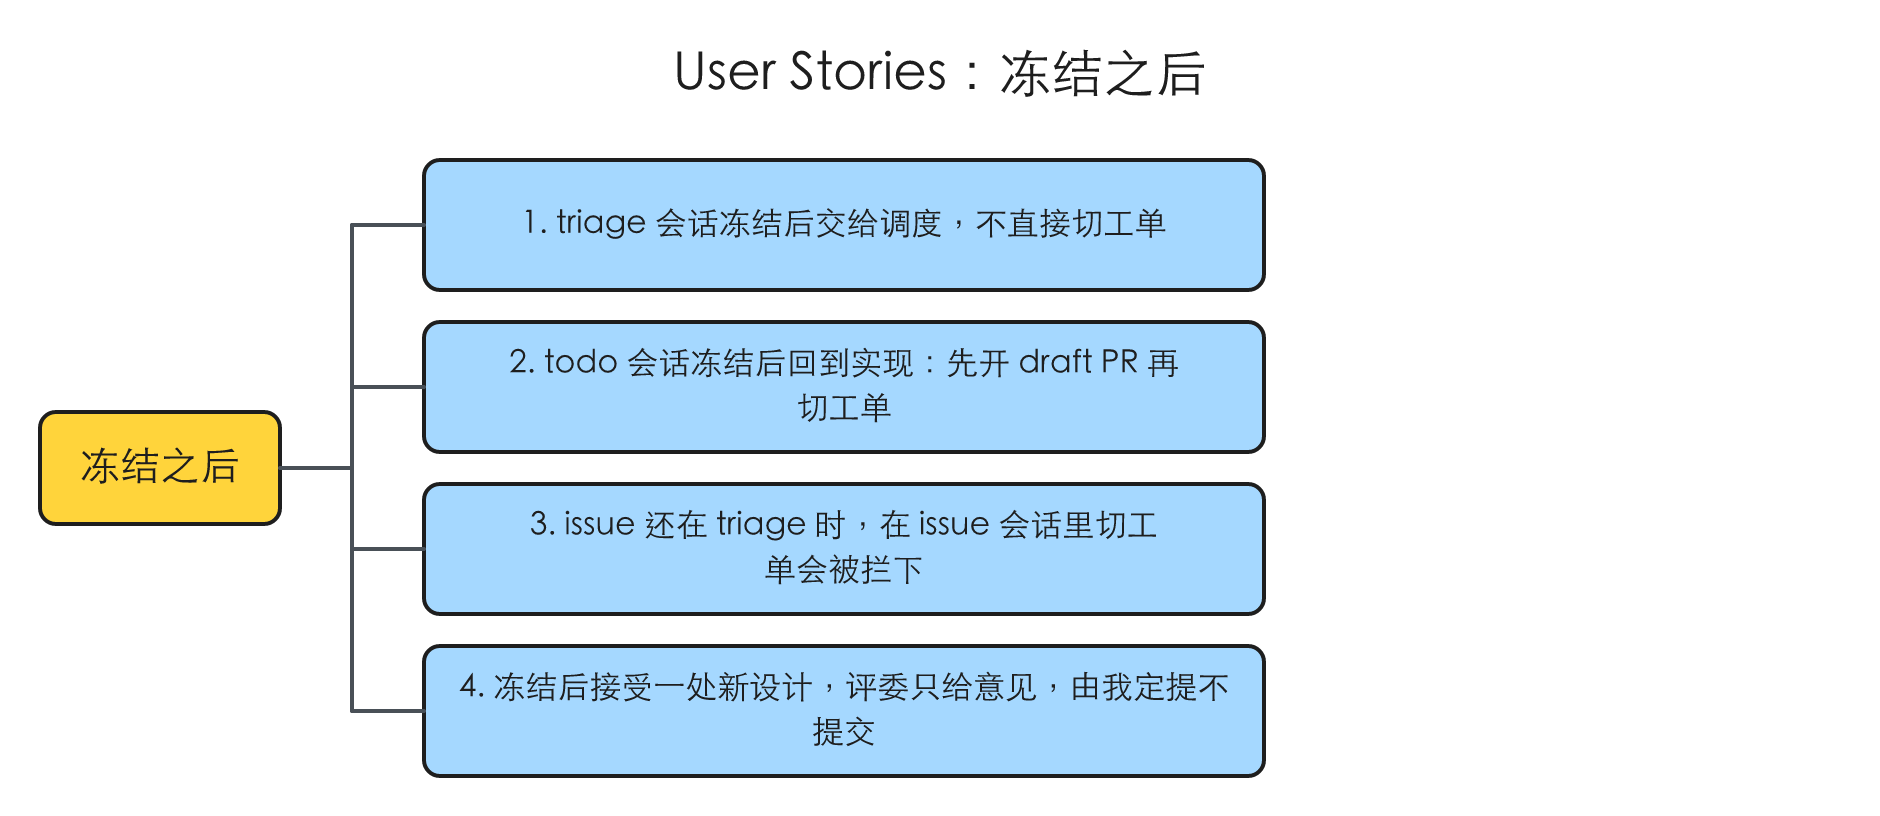 User Stories：冻结之后
1. triage 会话冻结后交给调度，不直接切工单
2. todo 会话冻结后回到实现：先开 draft PR 再
切工单
冻结之后
3. issue 还在 triage 时，在 issue 会话里切工
单会被拦下
4. 冻结后接受一处新设计，评委只给意见，由我定提不
提交